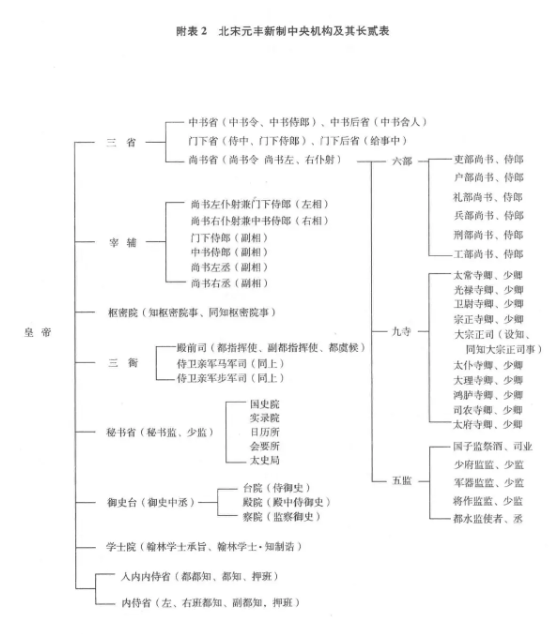 附表2 北宋元丰新制中央机构及其长贰表
皇帝
三省
中书省（中书令、中书侍郎）、中书后省（中书舍人）
门下省（侍中、门下侍郎）、门下后省（给事中）
尚书省（尚书令 尚书左、右仆射）
六部
吏部尚书、侍郎
户部尚书、侍郎
礼部尚书、侍郎
兵部尚书、侍郎
刑部尚书、侍郎
工部尚书、侍郎
九寺
太常寺卿、少卿
光禄寺卿、少卿
卫尉寺卿、少卿
宗正寺卿、少卿
大宗正司（设知、
同知大宗正司事）
太仆寺卿、少卿
大理寺卿、少卿
鸿胪寺卿、少卿
司农寺卿、少卿
太府寺卿、少卿
五监
国子监祭酒、司业
少府监监、少监
军器监监、少监
将作监监、少监
都水监使者、丞
宰辅
尚书左仆射兼门下侍郎（左相）
尚书右仆射兼中书侍郎（右相）
门下侍郎（副相）
中书侍郎（副相）
尚书左丞（副相）
尚书右丞（副相）
枢密院（知枢密院事、同知枢密院事）
三衙
殿前司（都指挥使、副都指挥使、都虞候）
侍卫亲军马军司（同上）
侍卫亲军步军司（同上）
秘书省（秘书监、少监）
国史院
实录院
日历所
会要所
太史局
御史台（御史中丞）
台院（侍御史）
殿院（殿中侍御史）
察院（监察御史）
学士院（翰林学士承旨、翰林学士·知制诰）
入内内侍省（都都知、都知、押班）
内侍省（左、右班都知、副都知，押班）